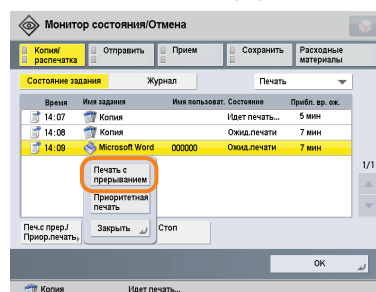 Монитор состояния/Отмена
Копия/ распечатка
Отправить
Прием
Сохранить
Расходные материалы
Состояние задания
Журнал
Печать
Время Имя задания Имя пользоват. Состояние Прибл. вр. ож.
14:07 Копия Идет печать... 5 мин
14:08 Копия Ожид.печати 7 мин
14:09 Microsoft Word 000000 Ожид.печати 7 мин
1/1
Печать с прерыванием
Приоритетная печать
Печ.с прер./ Приор.печать
Закрыть
Стоп
OK
Копия Идет печать...